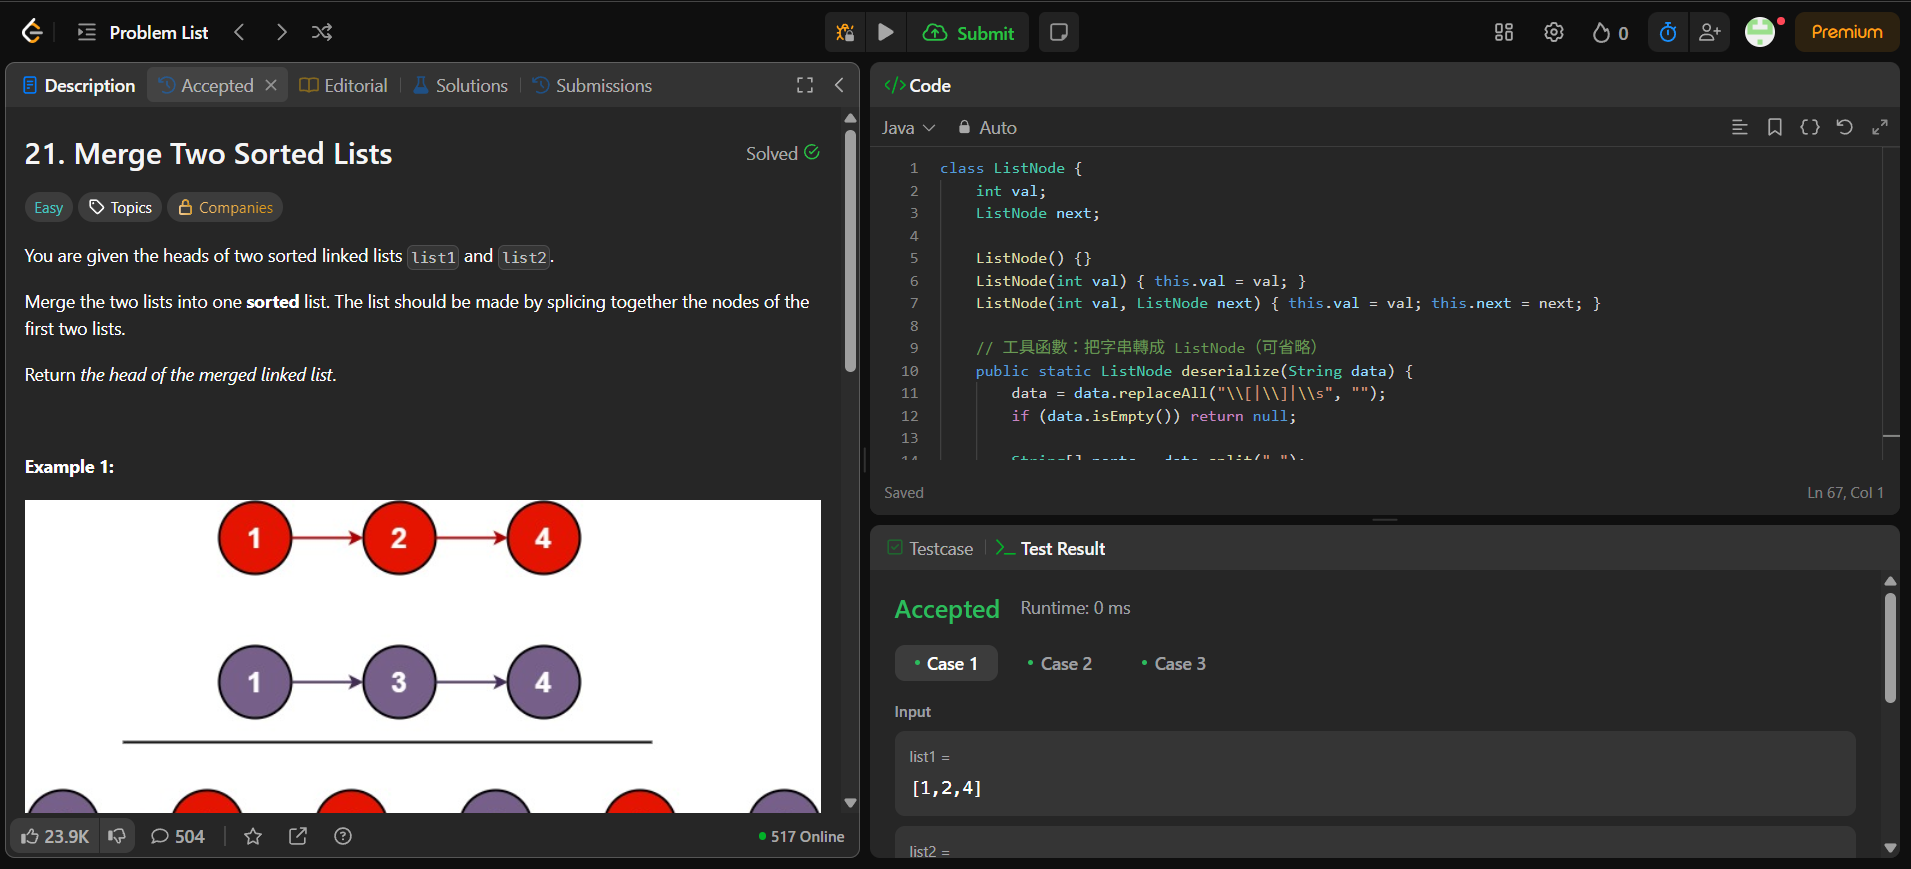 Problem List
Submit
0
Premium
Description
Accepted
Editorial
Solutions
Submissions
21. Merge Two Sorted Lists
Solved
Easy
Topics
Companies
You are given the heads of two sorted linked lists list1 and list2.
Merge the two lists into one sorted list. The list should be made by splicing together the nodes of the
first two lists.
Return the head of the merged linked list.
Example 1:
1 2 4
1 3 4
23.9K
504
517 Online
</> Code
Java
Auto
1 class ListNode {
2 int val;
3 ListNode next;
4
5 ListNode() {}
6 ListNode(int val) { this.val = val; }
7 ListNode(int val, ListNode next) { this.val = val; this.next = next; }
8
9 // 工具函數：把字串轉成 ListNode（可省略）
10 public static ListNode deserialize(String data) {
11 data = data.replaceAll("\\[|\\]|\\s", "");
12 if (data.isEmpty()) return null;
13
Saved
Ln 67, Col 1
Testcase
Test Result
Accepted
Runtime: 0 ms
Case 1
Case 2
Case 3
Input
list1 =
[1,2,4]
list2 =